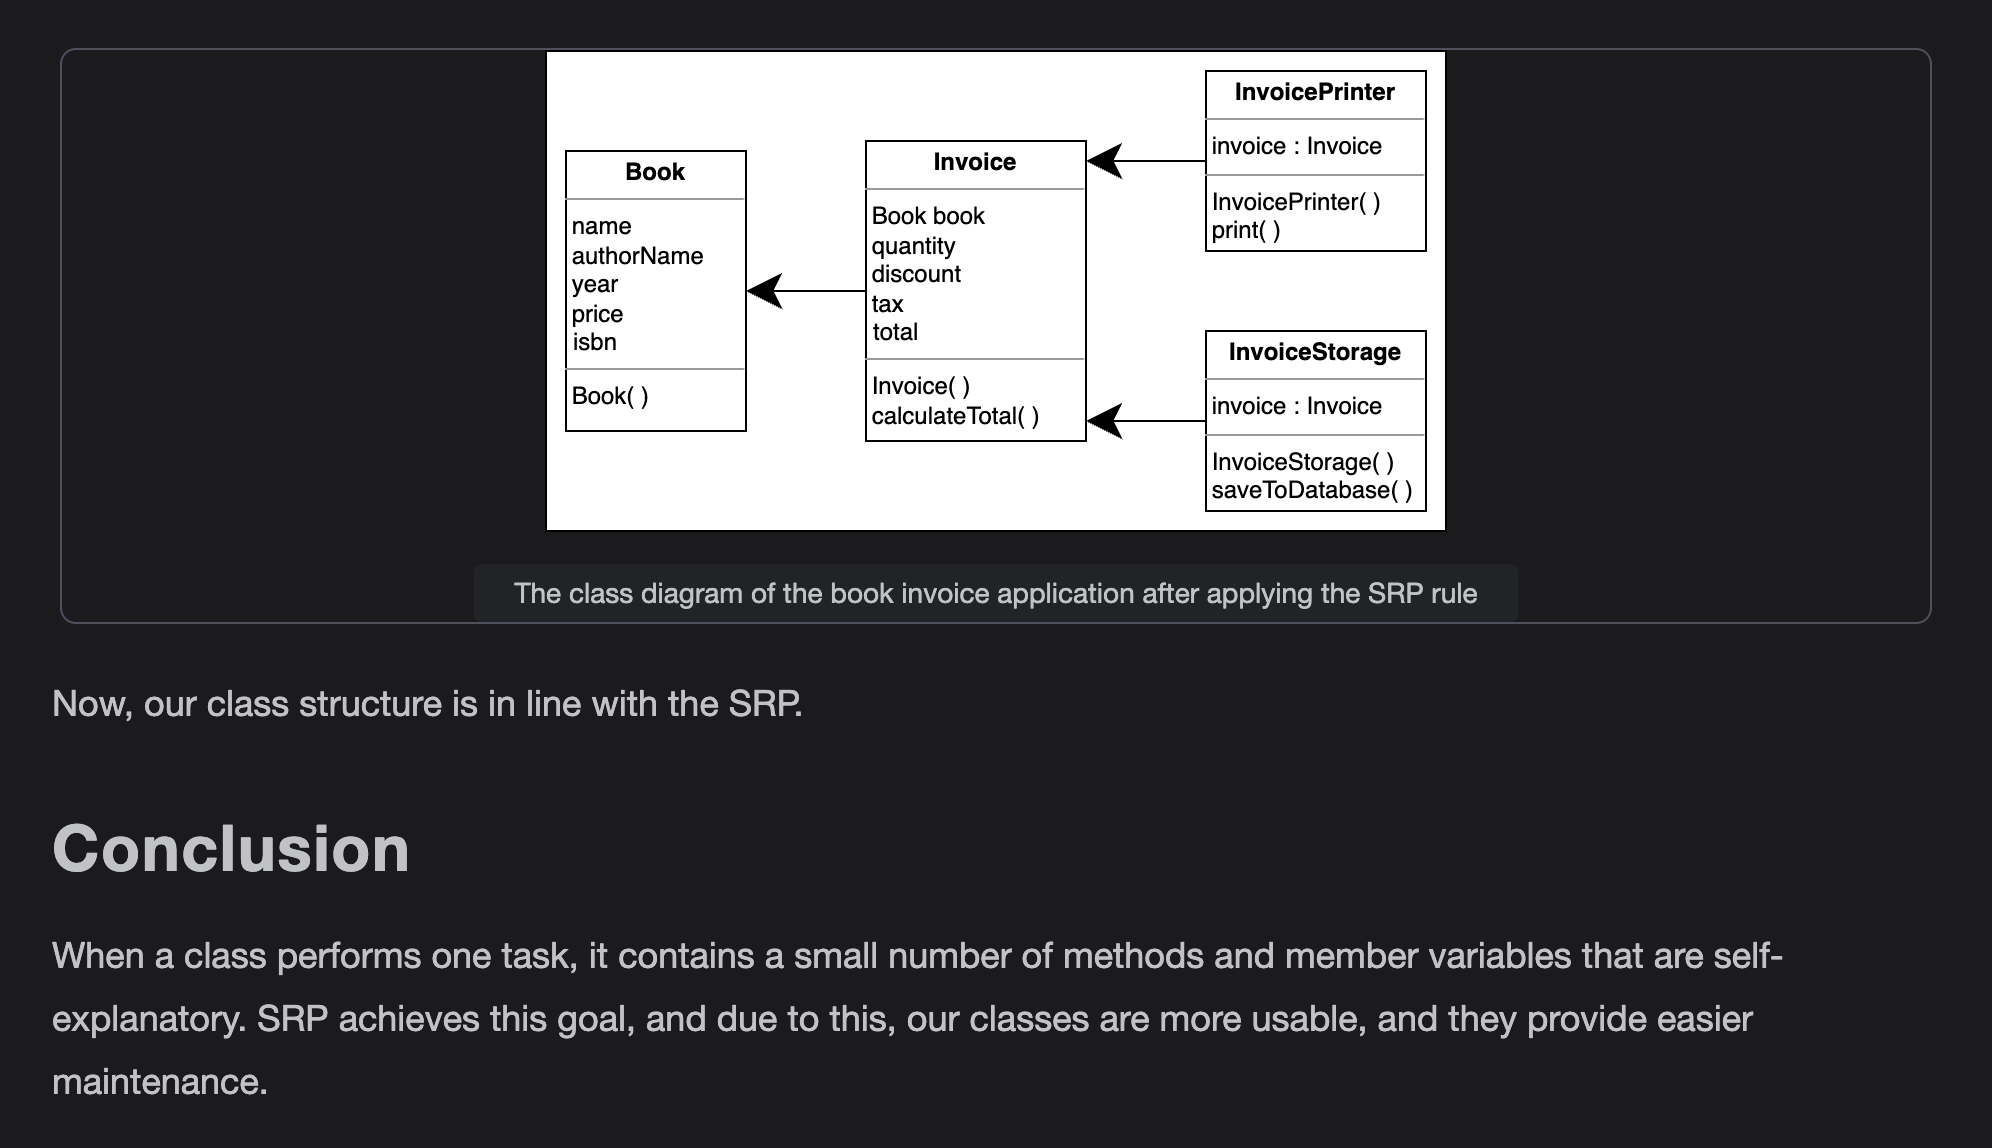 Book
name
authorName
year
price
isbn
Book( )
Invoice
Book book
quantity
discount
tax
total
Invoice( )
calculateTotal( )
InvoicePrinter
invoice : Invoice
InvoicePrinter( )
print( )
InvoiceStorage
invoice : Invoice
InvoiceStorage( )
saveToDatabase( )
The class diagram of the book invoice application after applying the SRP rule
Now, our class structure is in line with the SRP.
Conclusion
When a class performs one task, it contains a small number of methods and member variables that are self-
explanatory. SRP achieves this goal, and due to this, our classes are more usable, and they provide easier
maintenance.